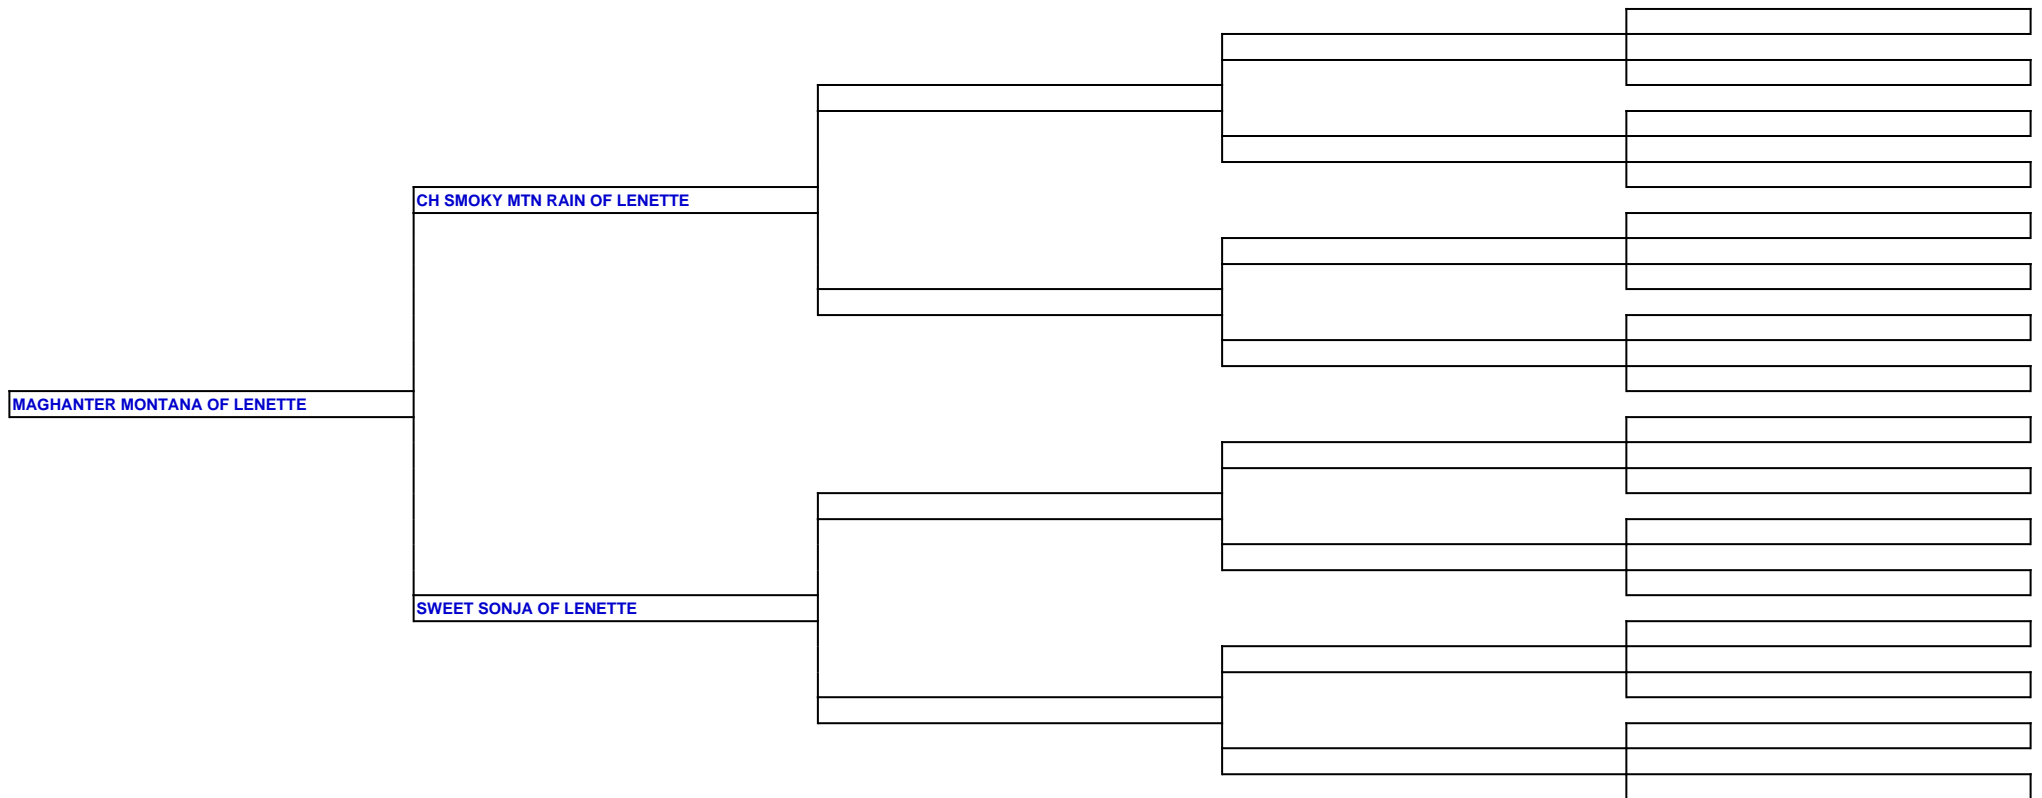 CH SMOKY MTN RAIN OF LENETTE
MAGHANTER MONTANA OF LENETTE
SWEET SONJA OF LENETTE